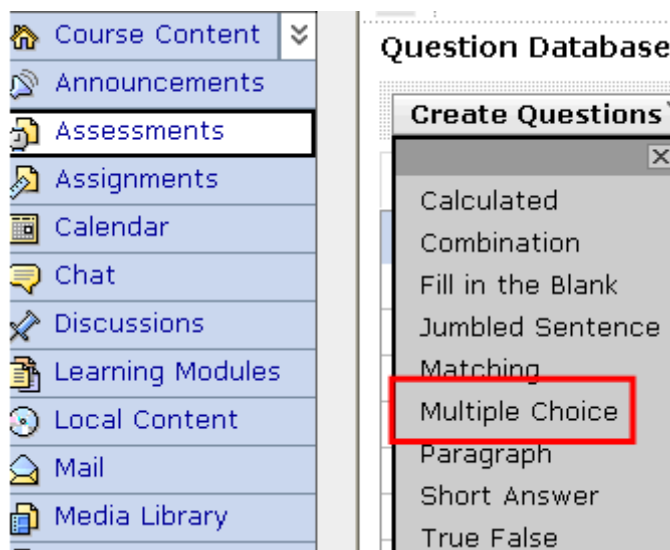 Course Content
Announcements
Assessments
Assignments
Calendar
Chat
Discussions
Learning Modules
Local Content
Mail
Media Library
Question Database
Create Questions
Calculated
Combination
Fill in the Blank
Jumbled Sentence
Matching
Multiple Choice
Paragraph
Short Answer
True False